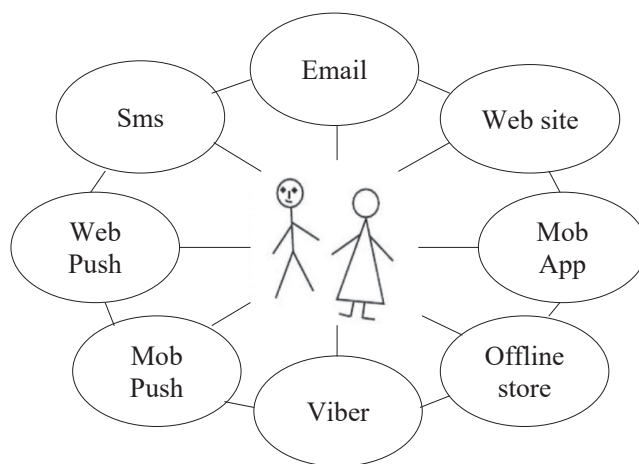 Email
Sms
Web site
Web
Push
Mob
App
Mob
Push
Offline
store
Viber